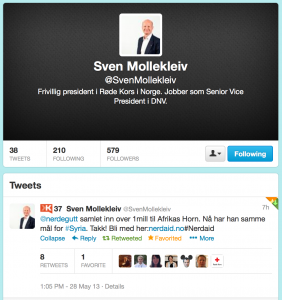 Sven Mollekleiv
@SvenMollekleiv
Frivillig president i Røde Kors i Norge. Jobber som Senior Vice
President i DNV.
38
TWEETS
210
FOLLOWING
579
FOLLOWERS
Following
Tweets
K 37 Sven Mollekleiv @SvenMollekleiv 7h
@nerdegutt samlet inn over 1mill til Afrikas Horn. Nå har han samme
mål for #Syria. Takk! Bli med her:nerdaid.no#Nerdaid
Collapse Reply Retweeted Favorited More
8
RETWEETS
1
FAVORITE
1:05 PM - 28 May 13 · Details